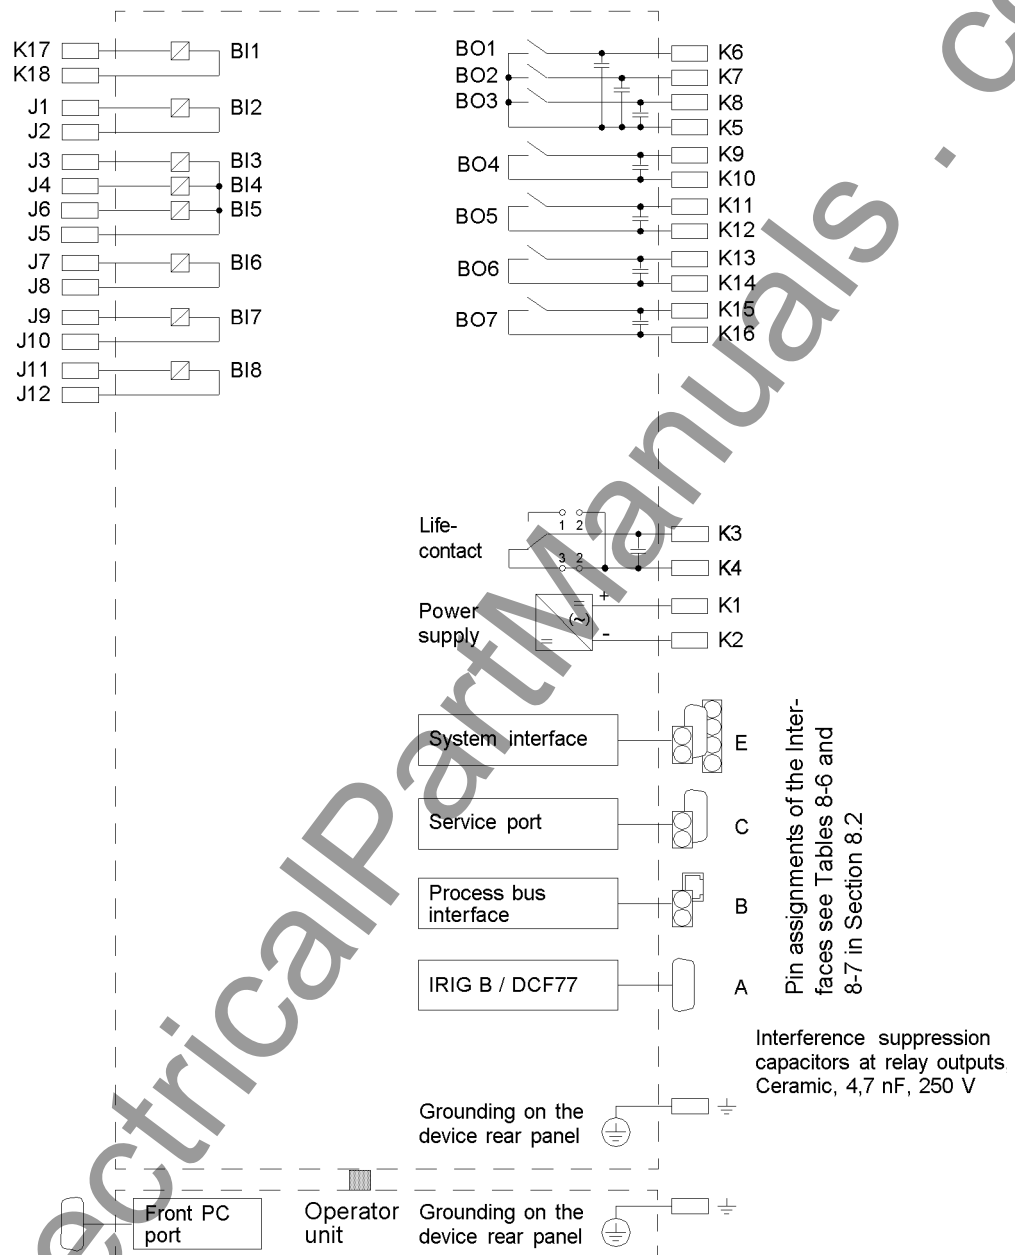 K17 BI1
K18
J1 BI2
J2
J3 BI3
J4 BI4
J6 BI5
J5
J7 BI6
J8
J9 BI7
J10
J11 BI8
J12
BO1 K6
BO2 K7
BO3 K8
K5
BO4 K9
K10
BO5 K11
K12
BO6 K13
K14
BO7 K15
K16
Life-
contact
1 2
3 2
K3
K4
Power
supply
+
=
(~)
-
=
K1
K2
System interface E
Service port C
Process bus
interface
B
IRIG B / DCF77 A
Pin assignments of the Inter-
faces see Tables 8-6 and
8-7 in Section 8.2
Interference suppression
capacitors at relay outputs
Ceramic, 4,7 nF, 250 V
Grounding on the
device rear panel
Front PC
port
Operator
unit
Grounding on the
device rear panel
ectricalPartManuals . c